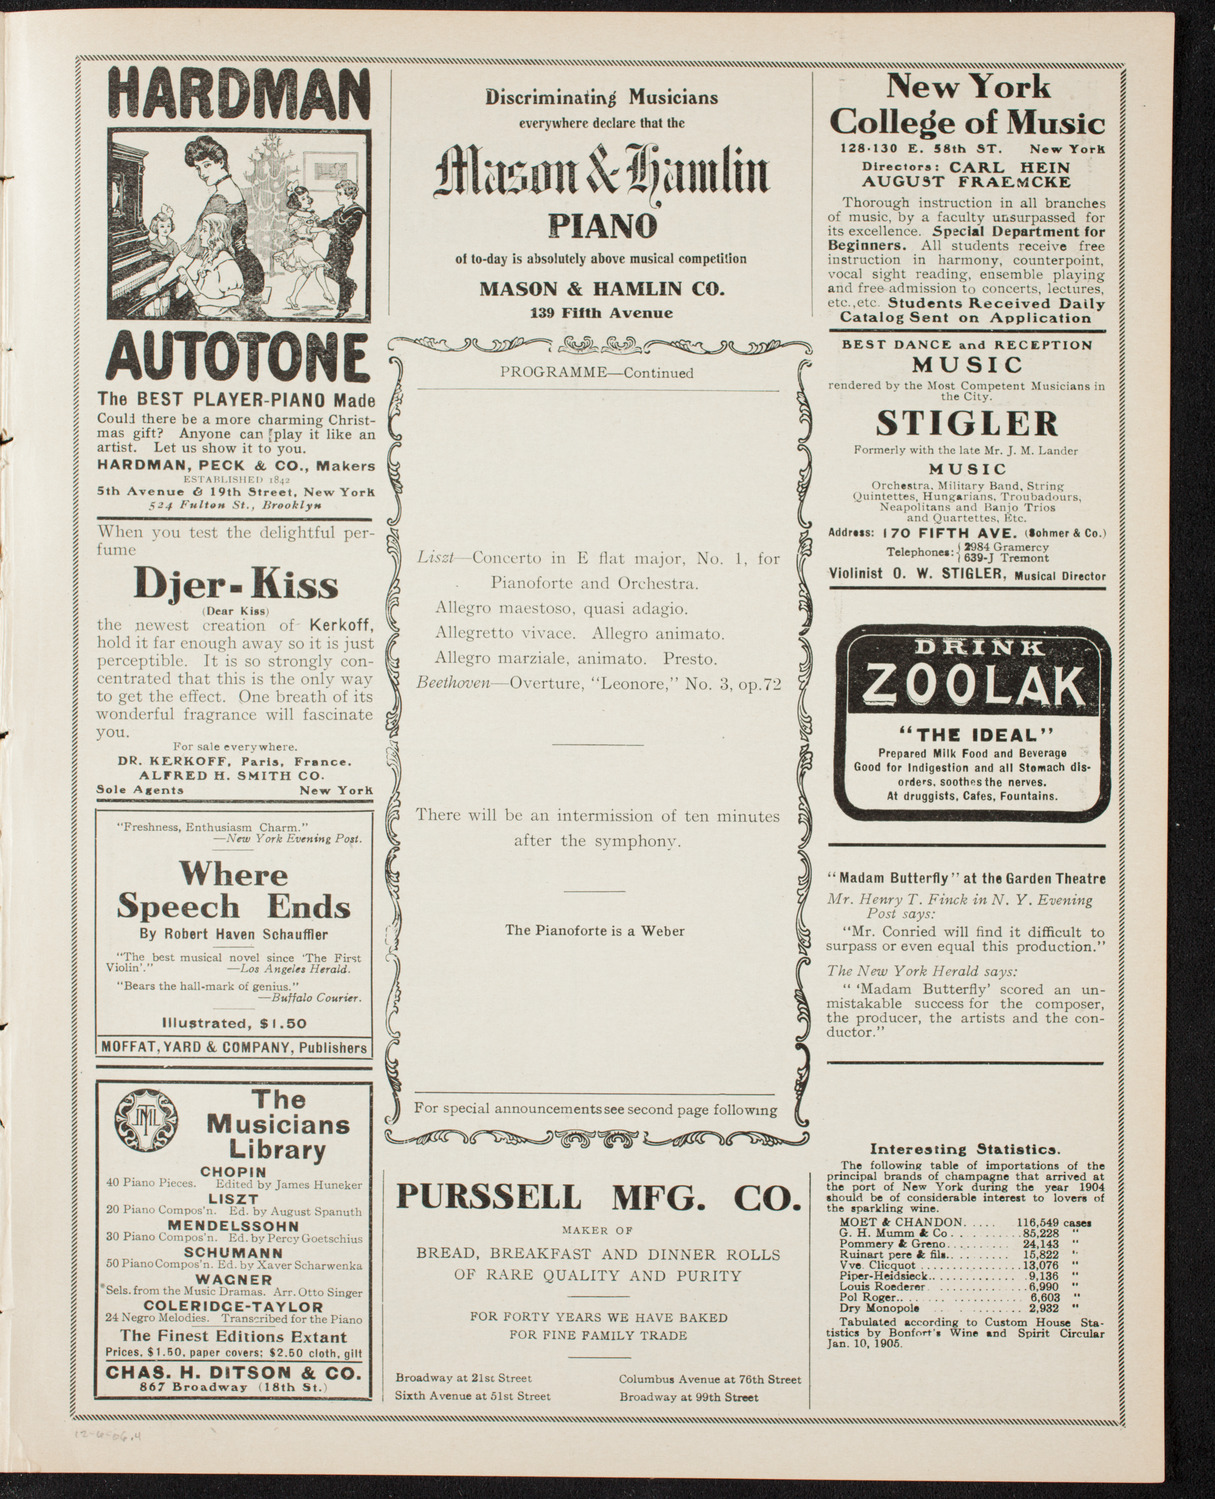 HARDMAN
AUTOTONE
The BEST PLAYER-PIANO Made
Could there be a more charming Christ-
mas gift? Anyone can play it like an
artist. Let us show it to you.
HARDMAN, PECK & CO., Makers
ESTABLISHED 1842
5th Avenue & 19th Street, New York
524 Fulton St., Brooklyn
When you test the delightful per-
fume
Djer-Kiss
(Dear Kiss)
the newest creation of Kerkoff,
hold it far enough away so it is just
perceptible. It is so strongly con-
centrated that this is the only way
to get the effect. One breath of its
wonderful fragrance will fascinate
you.
For sale everywhere.
DR. KERKOFF, Paris, France.
ALFRED H. SMITH CO.
Sole Agents New York
"Freshness, Enthusiasm Charm."
—New York Evening Post.
Where
Speech Ends
By Robert Haven Schauffler
"The best musical novel since 'The First
Violin'." —Los Angeles Herald.
"Bears the hall-mark of genius."
—Buffalo Courier.
Illustrated, $1.50
MOFFAT, YARD & COMPANY, Publishers
TML
The
Musicians
Library
CHOPIN
40 Piano Pieces. Edited by James Huneker
LISZT
20 Piano Compos'n. Ed. by August Spanuth
MENDELSSOHN
30 Piano Compos'n. Ed. by Percy Goetschius
SCHUMANN
50 Piano Compos'n. Ed. by Xaver Scharwenka
WAGNER
Sels. from the Music Dramas. Arr. Otto Singer
COLERIDGE-TAYLOR
24 Negro Melodies. Transcribed for the Piano
The Finest Editions Extant
Prices, $1.50, paper covers; $2.50 cloth, gilt
CHAS. H. DITSON & CO.
867 Broadway (18th St.)
12-6-06.4
Discriminating Musicians
everywhere declare that the
Mason & Hamlin
PIANO
of to-day is absolutely above musical competition
MASON & HAMLIN CO.
139 Fifth Avenue
PROGRAMME—Continued
Liszt—Concerto in E flat major, No. 1, for
Pianoforte and Orchestra.
Allegro maestoso, quasi adagio.
Allegretto vivace. Allegro animato.
Allegro marziale, animato. Presto.
Beethoven—Overture, "Leonore," No. 3, op.72
There will be an intermission of ten minutes
after the symphony.
The Pianoforte is a Weber
For special announcements see second page following
PURSSELL MFG. CO.
MAKER OF
BREAD, BREAKFAST AND DINNER ROLLS
OF RARE QUALITY AND PURITY
FOR FORTY YEARS WE HAVE BAKED
FOR FINE FAMILY TRADE
Broadway at 21st Street Columbus Avenue at 76th Street
Sixth Avenue at 51st Street Broadway at 99th Street
New York
College of Music
128-130 E. 58th ST. New York
Directors: CARL HEIN
AUGUST FRAEMCKE
Thorough instruction in all branches
of music, by a faculty unsurpassed for
its excellence. Special Department for
Beginners. All students receive free
instruction in harmony, counterpoint,
vocal sight reading, ensemble playing
and free admission to concerts, lectures,
etc., etc. Students Received Daily
Catalog Sent on Application
BEST DANCE and RECEPTION
MUSIC
rendered by the Most Competent Musicians in
the City.
STIGLER
Formerly with the late Mr. J. M. Lander
MUSIC
Orchestra, Military Band, String
Quintettes, Hungarians, Troubadours,
Neapolitans and Banjo Trios
and Quartettes, Etc.
Address: 170 FIFTH AVE. (Sohmer & Co.)
Telephones: { 2984 Gramercy
639-J Tremont
Violinist O. W. STIGLER, Musical Director
DRINK
ZOOLAK
"THE IDEAL"
Prepared Milk Food and Beverage
Good for Indigestion and all Stomach dis-
orders, soothes the nerves.
At druggists, Cafes, Fountains.
"Madam Butterfly" at the Garden Theatre
Mr. Henry T. Finck in N. Y. Evening
Post says:
"Mr. Conried will find it difficult to
surpass or even equal this production."
The New York Herald says:
" 'Madam Butterfly' scored an un-
mistakable success for the composer,
the producer, the artists and the con-
ductor."
Interesting Statistics.
The following table of importations of the
principal brands of champagne that arrived at
the port of New York during the year 1904
should be of considerable interest to lovers of
the sparkling wine.
MOET & CHANDON..... 116,549 cases
G. H. Mumm & Co.........85,228 "
Pommery & Greno.......... 24,143 "
Ruinart pere & fils.......... 15,822 "
Vve. Clicquot .............13,076 "
Piper-Heidsieck............ 9,136 "
Louis Roederer ............6,990 "
Pol Roger.. .............. 6,603 "
Dry Monopole .. .......... 2,932 "
Tabulated according to Custom House Sta-
tistics by Bonfort's Wine and Spirit Circular
Jan. 10, 1905.